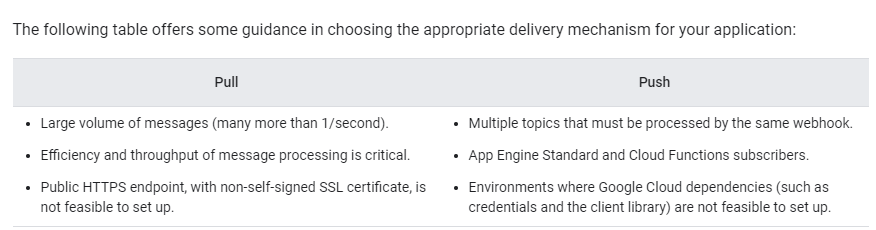 The following table offers some guidance in choosing the appropriate delivery mechanism for your application:
Pull
Push
• Large volume of messages (many more than 1/second).
• Efficiency and throughput of message processing is critical.
• Public HTTPS endpoint, with non-self-signed SSL certificate, is
not feasible to set up.
• Multiple topics that must be processed by the same webhook.
• App Engine Standard and Cloud Functions subscribers.
• Environments where Google Cloud dependencies (such as
credentials and the client library) are not feasible to set up.